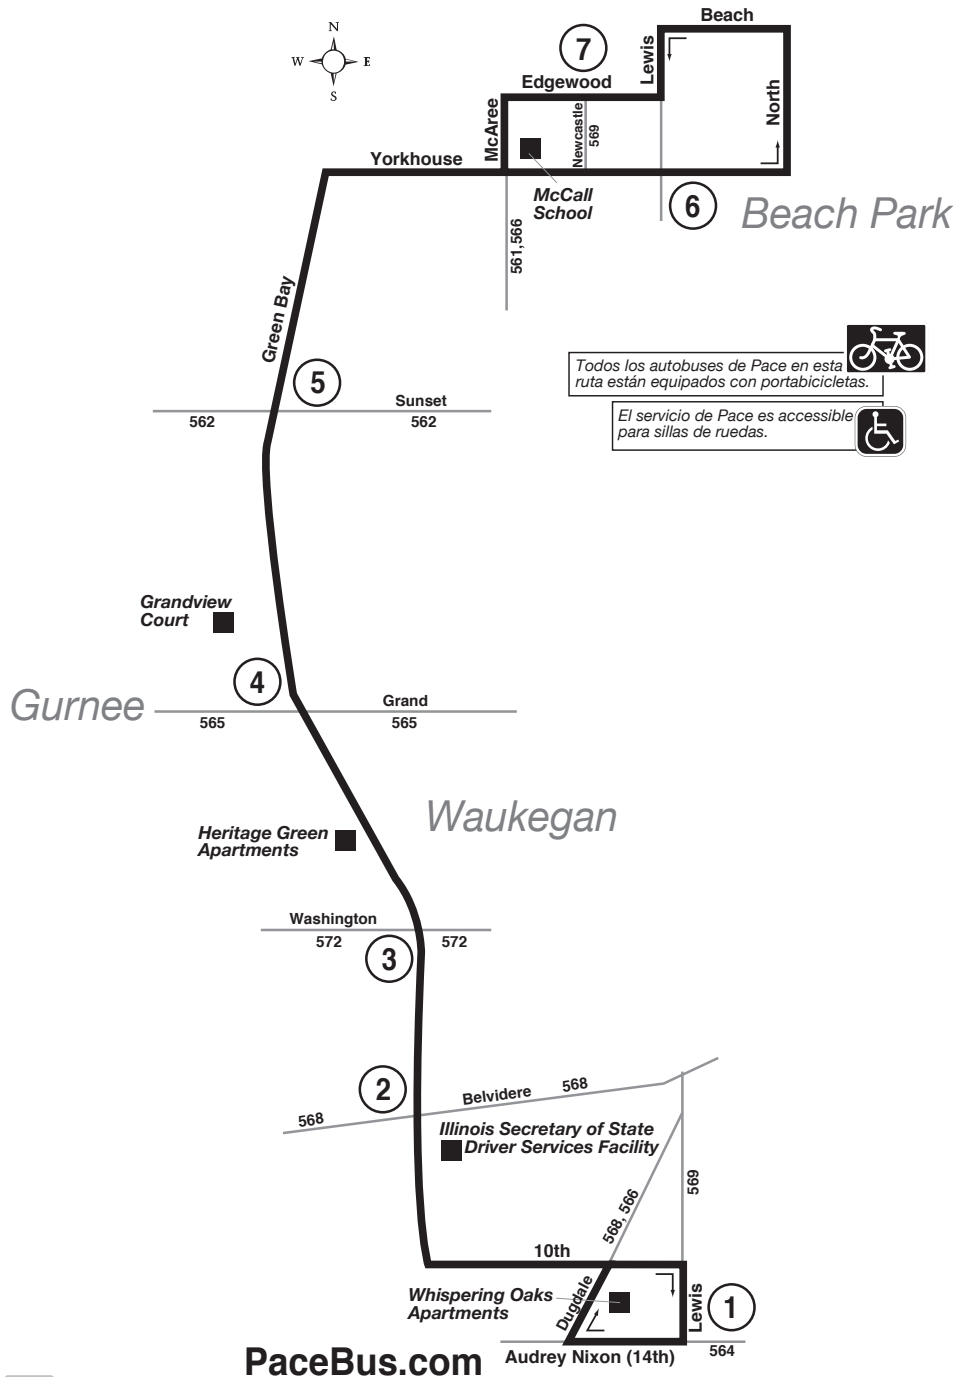 Beach
N
W
E
S
7
Lewis
Edgewood
North
McAree
Newcastle
569
Yorkhouse
McCall
School
6
Beach Park
561,566
Green Bay
Todos los autobuses de Pace en esta
ruta están equipados con portabicicletas.
5
Sunset
562
562
El servicio de Pace es accessible
para sillas de ruedas.
Grandview
Court
4
Gurnee
Grand
565
565
Waukegan
Heritage Green
Apartments
Washington
572
572
3
2
Belvidere
568
568
Illinois Secretary of State
Driver Services Facility
569
568, 566
10th
Whispering Oaks
Apartments
Dugdale
Lewis
1
PaceBus.com
Audrey Nixon (14th)
564